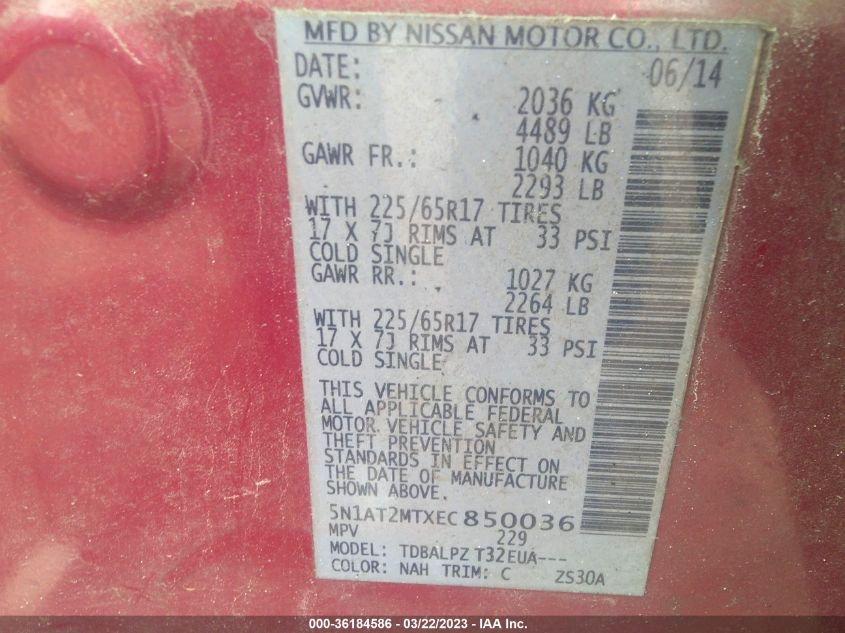 MFD BY NISSAN MOTOR CO., LTD.
DATE: 06/14
GVWR: 2036 KG
4489 LB
GAWR FR.: 1040 KG
2293 LB
WITH 225/65R17 TIRES
17 X 7J RIMS AT 33 PSI
COLD SINGLE
GAWR RR.: 1027 KG
2264 LB
WITH 225/65R17 TIRES
17 X 7J RIMS AT 33 PSI
COLD SINGLE
THIS VEHICLE CONFORMS TO
ALL APPLICABLE FEDERAL
MOTOR VEHICLE SAFETY AND
THEFT PREVENTION
STANDARDS IN EFFECT ON
THE DATE OF MANUFACTURE
SHOWN ABOVE.
5N1AT2MTXEC850036
MPV 229
MODEL: TDBALPZ T32EUA---
COLOR: NAH TRIM: C ZS30A
000-36184586 - 03/22/2023 - IAA Inc.